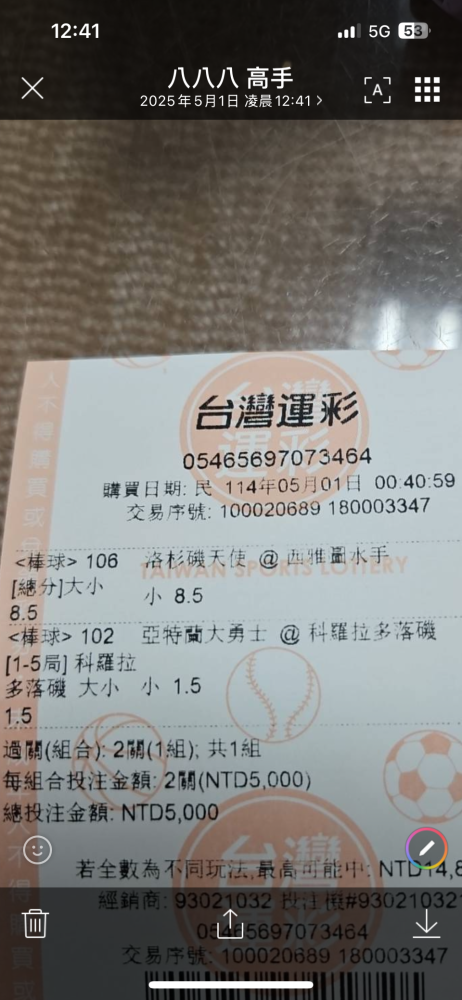 12:41
5G 53
八八八 高手
2025年5月1日 凌晨12:41 >
A
台灣運彩
05465697073464
購買日期: 民 114年05月01日 00:40:59
交易序號: 100020689 180003347
<棒球> 106 洛杉磯天使 @ 西雅圖水手
TAIWAN SPORTS LOTTERY
[總分]大小 小 8.5
8.5
<棒球> 102 亞特蘭大勇士 @ 科羅拉多落磯
[1-5局] 科羅拉
多落磯 大小 小 1.5
1.5
過關(組合): 2關(1組); 共1組
每組合投注金額: 2關(NTD5,000)
總投注金額: NTD5,000
若全數為不同玩法,最高可能中: NTD14,8
經銷商: 93021032 投注機#93021032
05465697073464
交易序號: 100020689 180003347